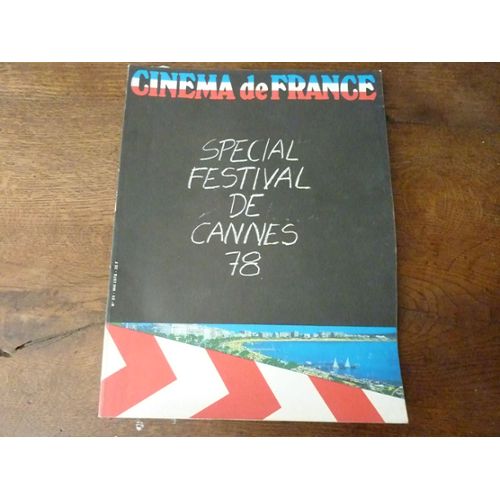 CINEMA de FRANCE
SPECIAL
FESTIVAL
DE
CANNES
78